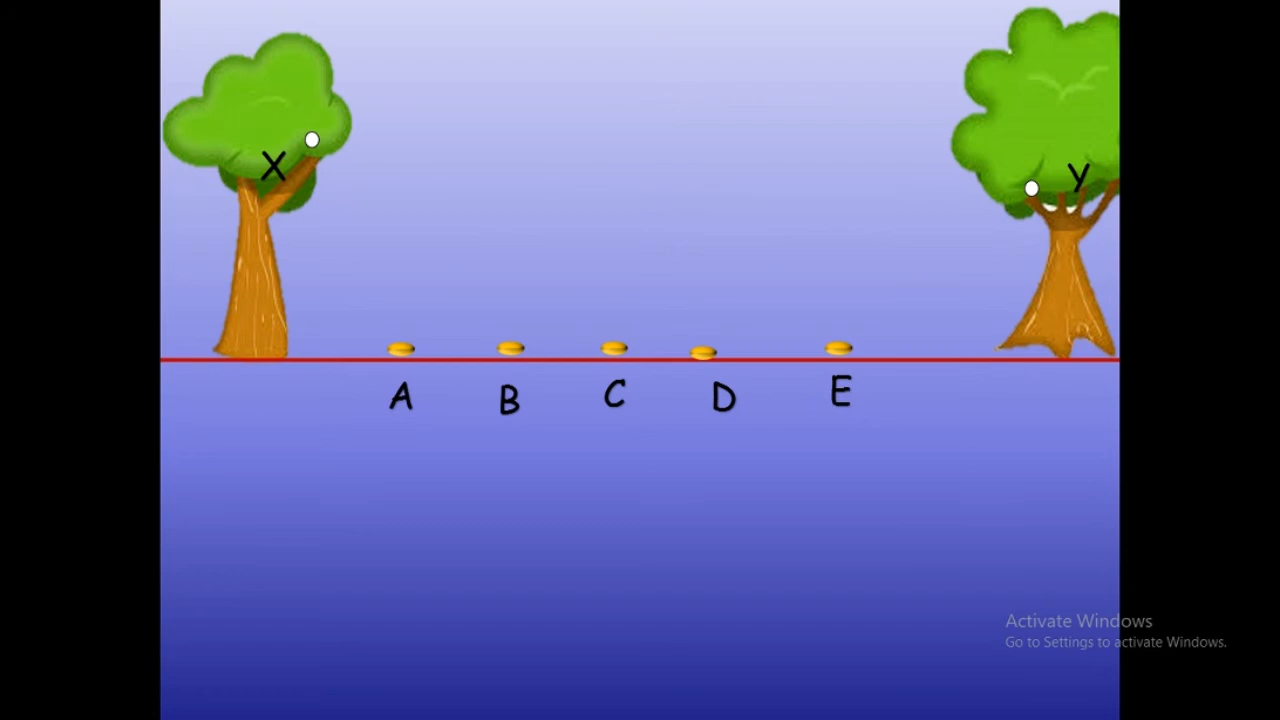 X
Y
A B C D E
Activate Windows
Go to Settings to activate Windows.